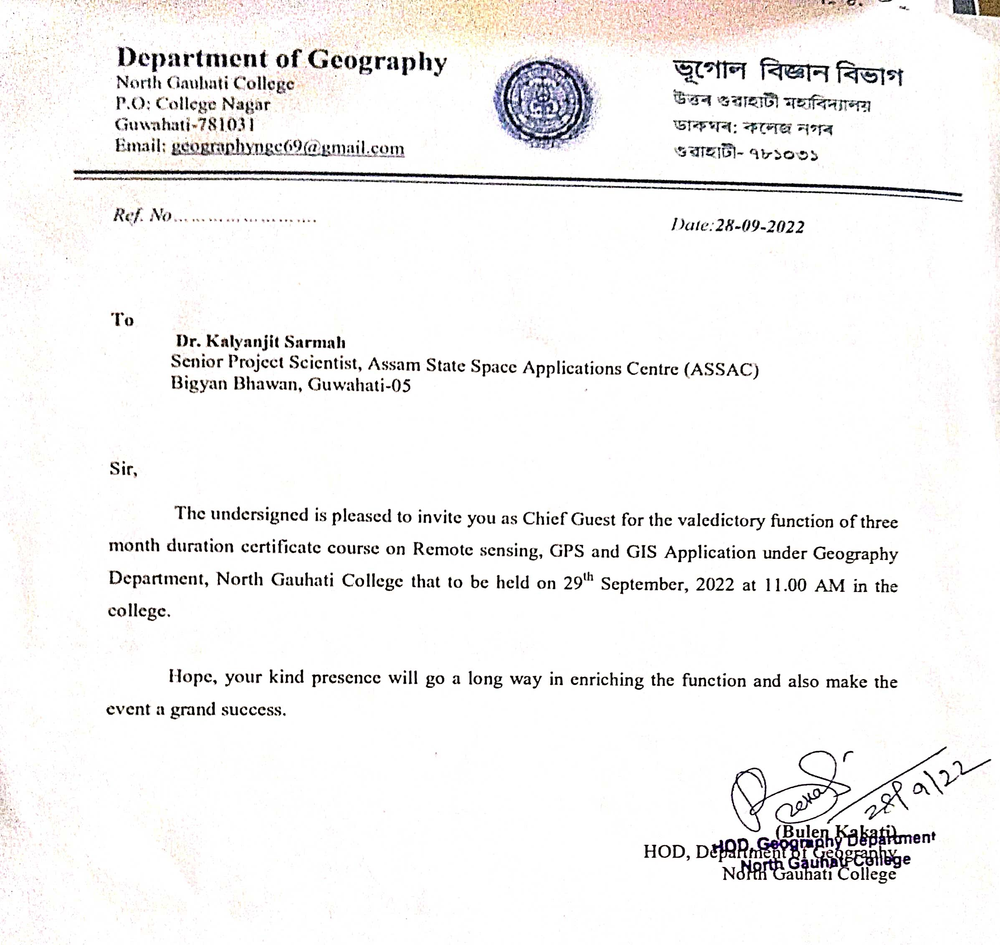 Department of Geography
North Gauhati College
P.O: College Nagar
Guwahati-781031
Email: geographyngc69@gmail.com
ভূগোল বিজ্ঞান বিভাগ
উত্তৰ গুৱাহাটী মহাবিদ্যালয়
ডাকঘৰ: কলেজ নগৰ
গুৱাহাটী- ৭৮১০৩১
Ref. No............................
Date:28-09-2022
To
Dr. Kalyanjit Sarmah
Senior Project Scientist, Assam State Space Applications Centre (ASSAC)
Bigyan Bhawan, Guwahati-05
Sir,
The undersigned is pleased to invite you as Chief Guest for the valedictory function of three
month duration certificate course on Remote sensing, GPS and GIS Application under Geography
Department, North Gauhati College that to be held on 29th September, 2022 at 11.00 AM in the
college.
Hope, your kind presence will go a long way in enriching the function and also make the
event a grand success.
28/9/22
(Bulen Kakati)
HOD, Geography Department
HOD, Department of Geography
North Gauhati College
North Gauhati College